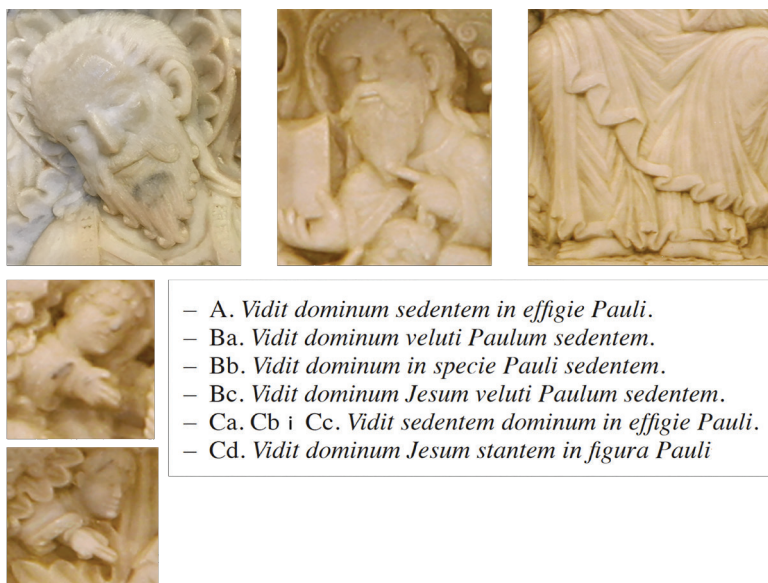 – A. Vidit dominum sedentem in effigie Pauli.
– Ba. Vidit dominum veluti Paulum sedentem.
– Bb. Vidit dominum in specie Pauli sedentem.
– Bc. Vidit dominum Jesum veluti Paulum sedentem.
– Ca. Cb i Cc. Vidit sedentem dominum in effigie Pauli.
– Cd. Vidit dominum Jesum stantem in figura Pauli